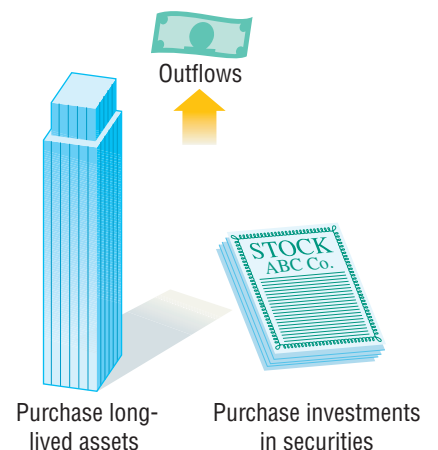 Outflows
STOCK
ABC Co.
Purchase long-
lived assets
Purchase investments
in securities